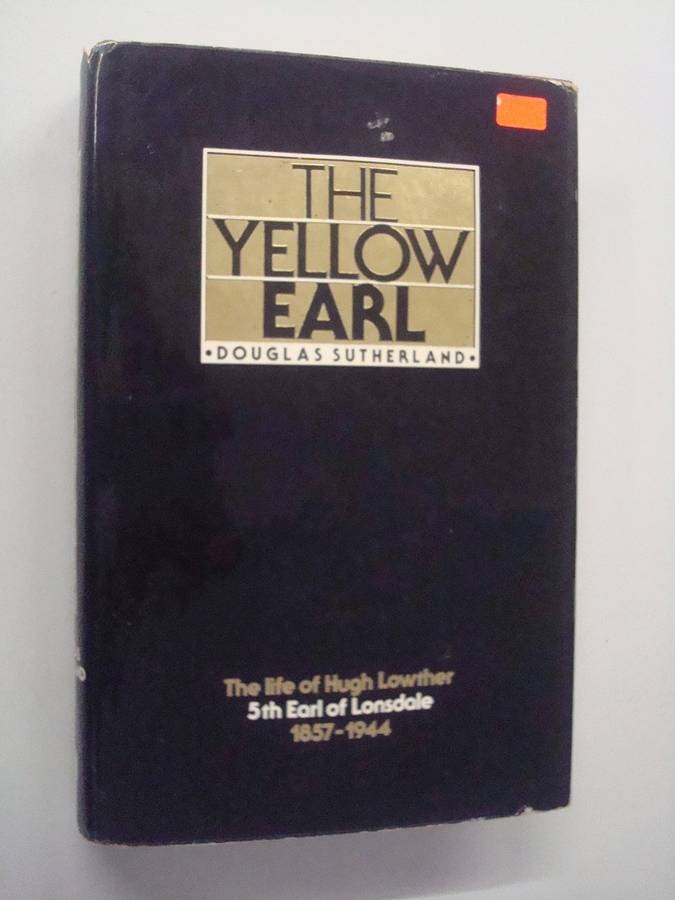 THE
YELLOW
EARL
• DOUGLAS SUTHERLAND •
The life of Hugh Lowther
5th Earl of Lonsdale
1857-1944